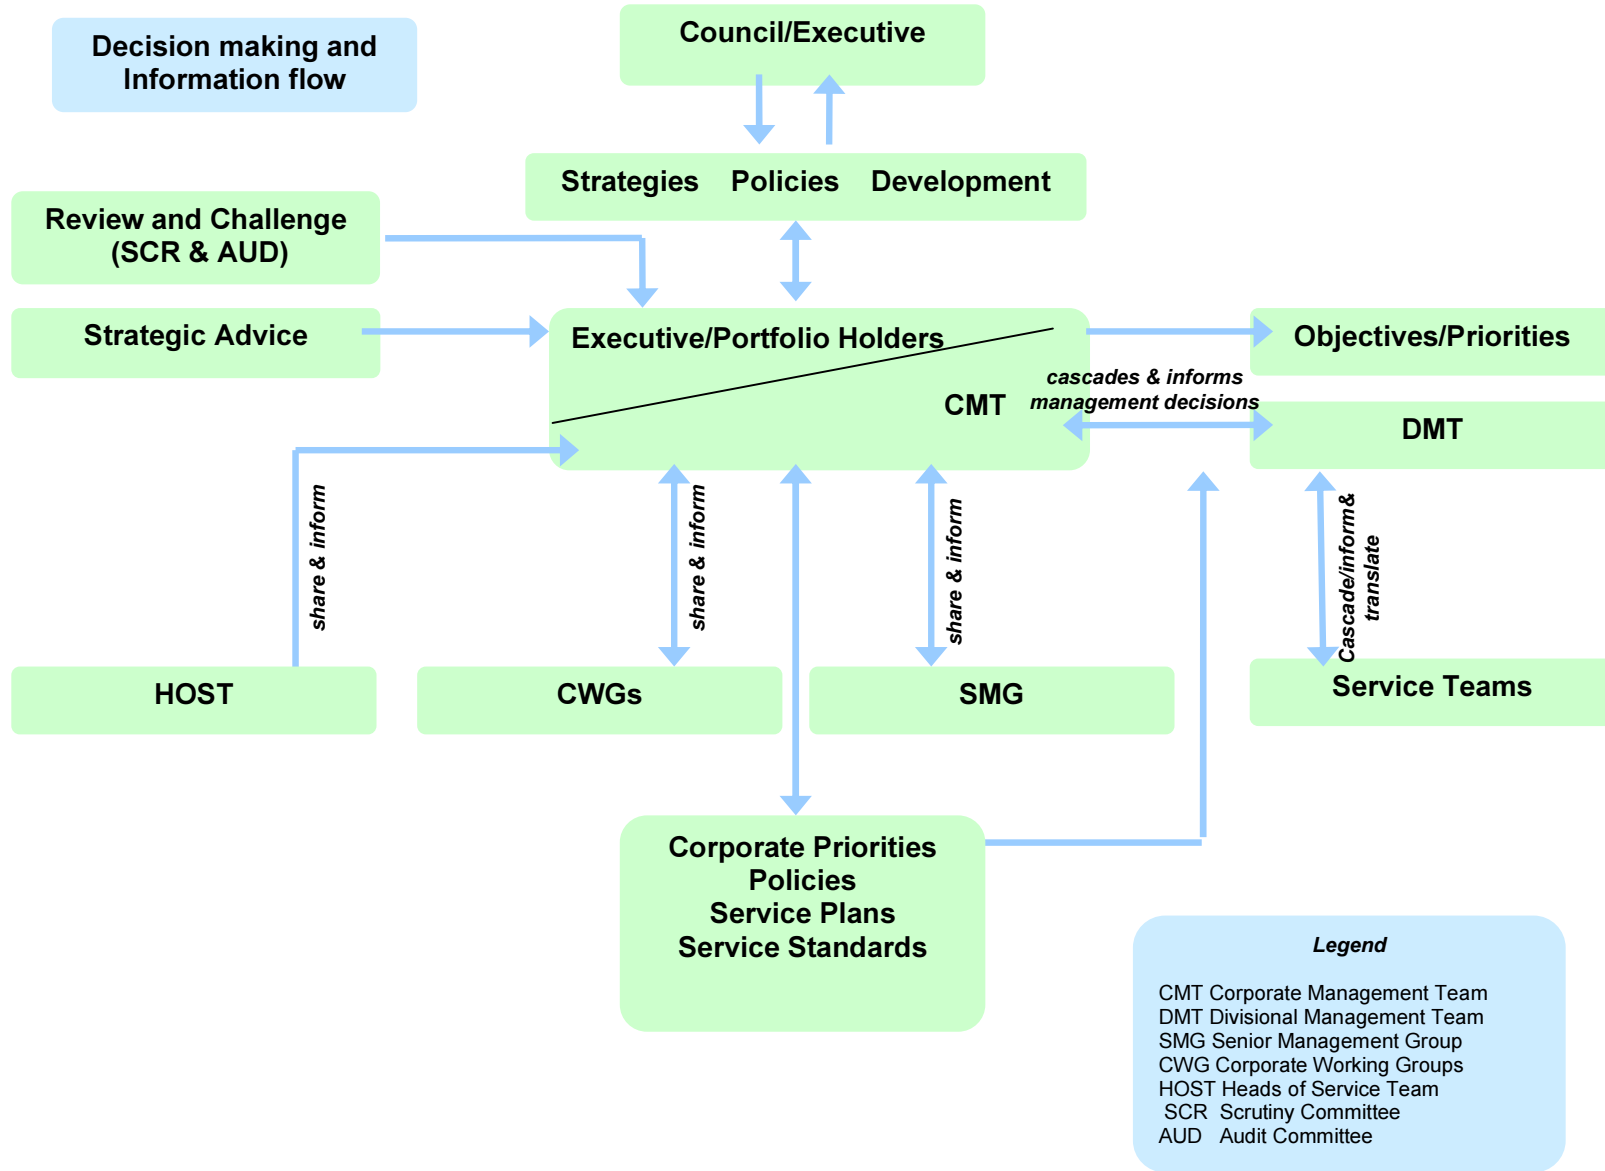 Decision making and
Information flow
Council/Executive
Strategies Policies Development
Review and Challenge
(SCR & AUD)
Strategic Advice
Executive/Portfolio Holders
CMT
Objectives/Priorities
cascades & informs
management decisions
DMT
share & inform
share & inform
share & inform
Cascade/inform&
translate
HOST
CWGs
SMG
Service Teams
Corporate Priorities
Policies
Service Plans
Service Standards
Legend
CMT Corporate Management Team
DMT Divisional Management Team
SMG Senior Management Group
CWG Corporate Working Groups
HOST Heads of Service Team
SCR Scrutiny Committee
AUD Audit Committee